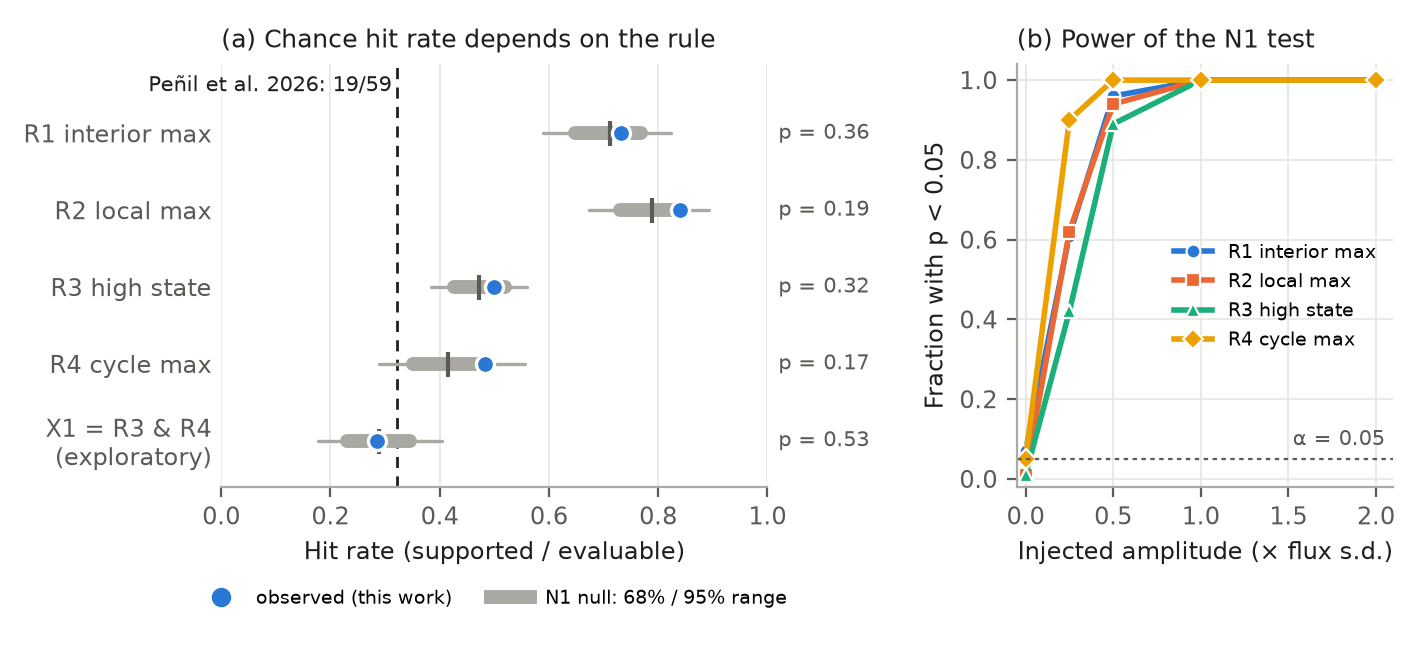 (a) Chance hit rate depends on the rule
Peñil et al. 2026: 19/59
R1 interior max
p = 0.36
R2 local max
p = 0.19
R3 high state
p = 0.32
R4 cycle max
p = 0.17
X1 = R3 & R4
(exploratory)
p = 0.53
0.0 0.2 0.4 0.6 0.8 1.0
Hit rate (supported / evaluable)
observed (this work)
N1 null: 68% / 95% range
(b) Power of the N1 test
Fraction with p < 0.05
1.0
0.8
0.6
0.4
0.2
0.0
R1 interior max
R2 local max
R3 high state
R4 cycle max
α = 0.05
0.0 0.5 1.0 1.5 2.0
Injected amplitude (× flux s.d.)